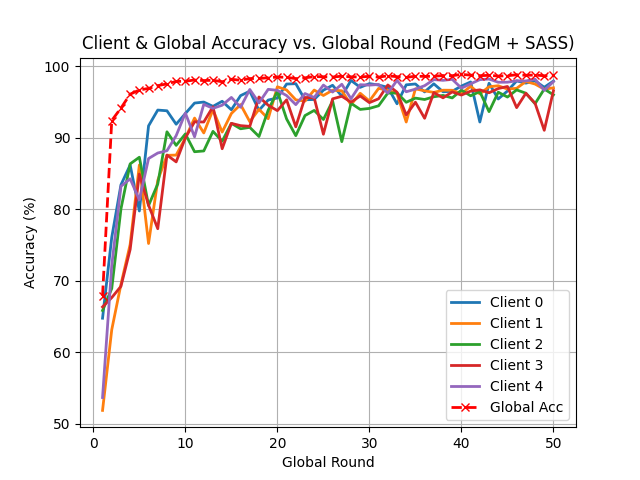 Client & Global Accuracy vs. Global Round (FedGM + SASS)
100
90
80
70
60
50
Accuracy (%)
0
10
20
30
40
50
Global Round
Client 0
Client 1
Client 2
Client 3
Client 4
Global Acc